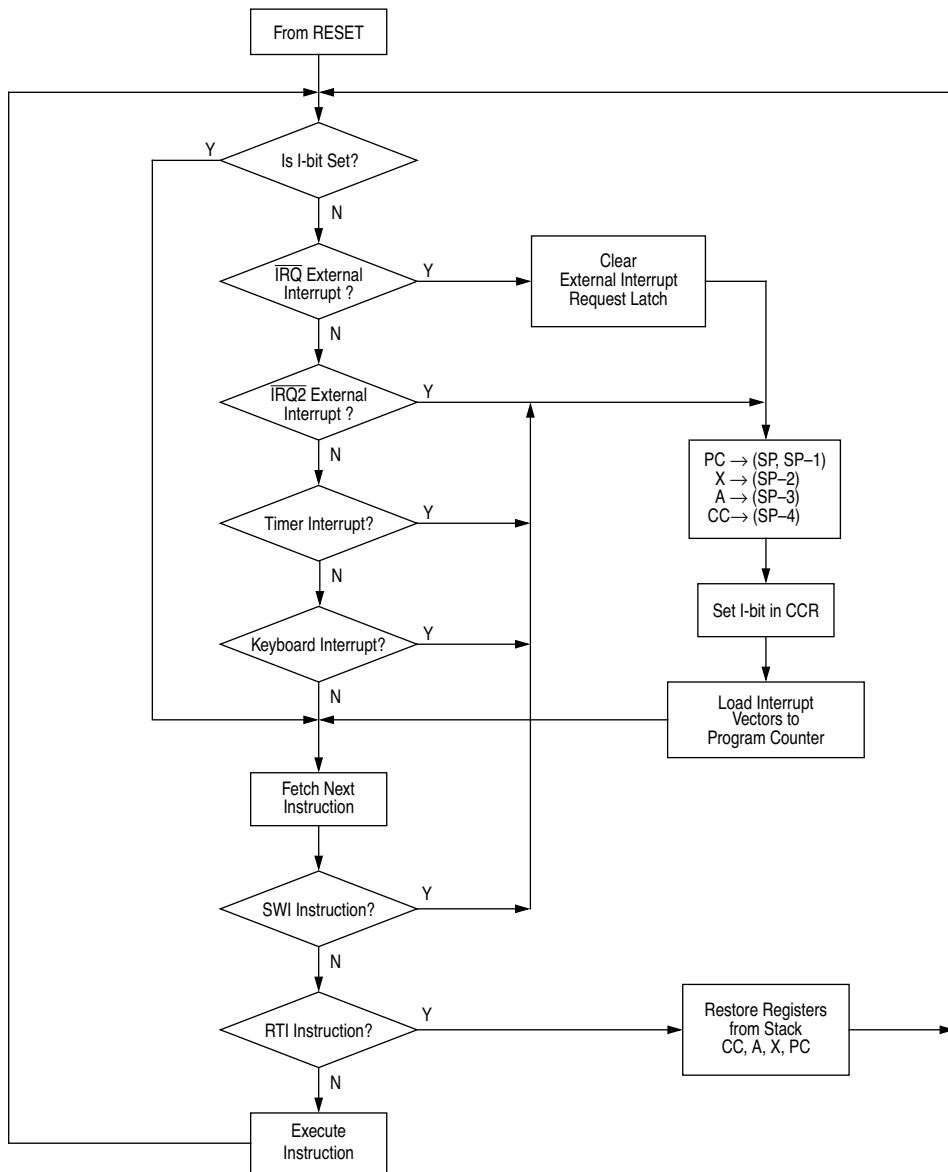 From RESET
Y
Is I-bit Set?
N
IRQ External
Interrupt ?
Y
Clear
External Interrupt
Request Latch
N
IRQ2 External
Interrupt ?
Y
PC → (SP, SP–1)
X → (SP–2)
A → (SP–3)
CC→ (SP–4)
N
Timer Interrupt?
Y
N
Set I-bit in CCR
Keyboard Interrupt?
Y
N
Load Interrupt
Vectors to
Program Counter
Fetch Next
Instruction
SWI Instruction?
Y
N
RTI Instruction?
Y
Restore Registers
from Stack
CC, A, X, PC
N
Execute
Instruction